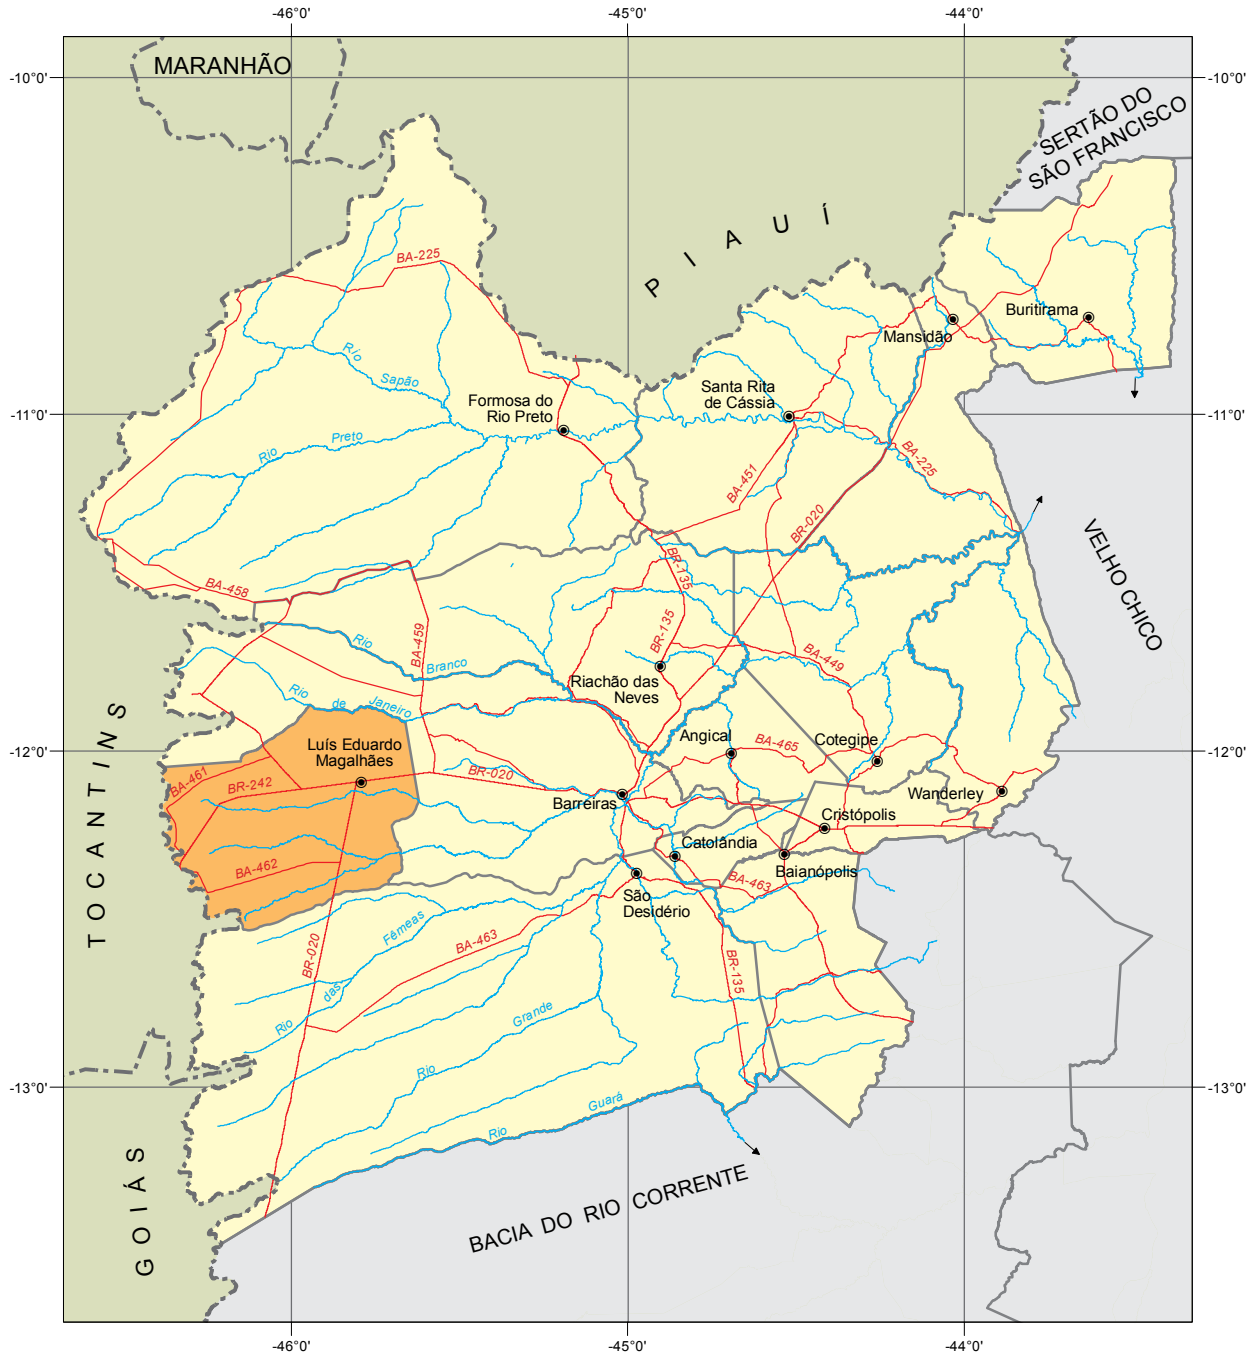 -46°0'
-45°0'
-44°0'
-10°0'
-10°0'
MARANHÃO
SERTÃO DO
SÃO FRANCISCO
PIAUÍ
BA-225
Buritirama
Mansidão
Rio
Sapão
Santa Rita
de Cássia
Formosa do
Rio Preto
-11°0'
-11°0'
Rio
Preto
BA-451
BA-225
BR-020
VELHO CHICO
BR-135
BA-458
BA-459
BR-135
Rio
Branco
BA-449
Riachão das
Neves
Rio
de
Janeiro
TOCANTINS
-12°0'
-12°0'
Luís Eduardo
Magalhães
Angical
BA-465
Cotegipe
BA-461
BR-242
BR-020
Barreiras
Wanderley
Cristópolis
Catolândia
BA-462
Baianópolis
BA-463
São
Desidério
Fêmeas
BA-463
BR-020
BR-135
das
Rio
Grande
Rio
-13°0'
-13°0'
Guará
Rio
GOIÁS
BACIA DO RIO CORRENTE
-46°0'
-45°0'
-44°0'